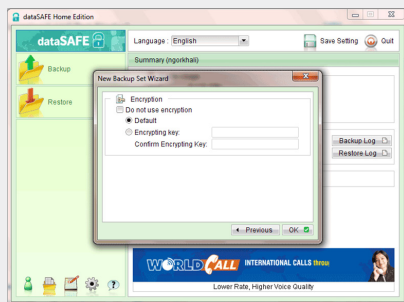 dataSAFE Home Edition
dataSAFE
Language: English
Save Setting
Quit
Summary (ngorkhali)
Backup
Restore
New Backup Set Wizard
Encryption
Do not use encryption
Default
Encrypting key:
Confirm Encrypting Key:
Previous
OK
Backup Log
Restore Log
WORLDCALL INTERNATIONAL CALLS throu
Lower Rate, Higher Voice Quality